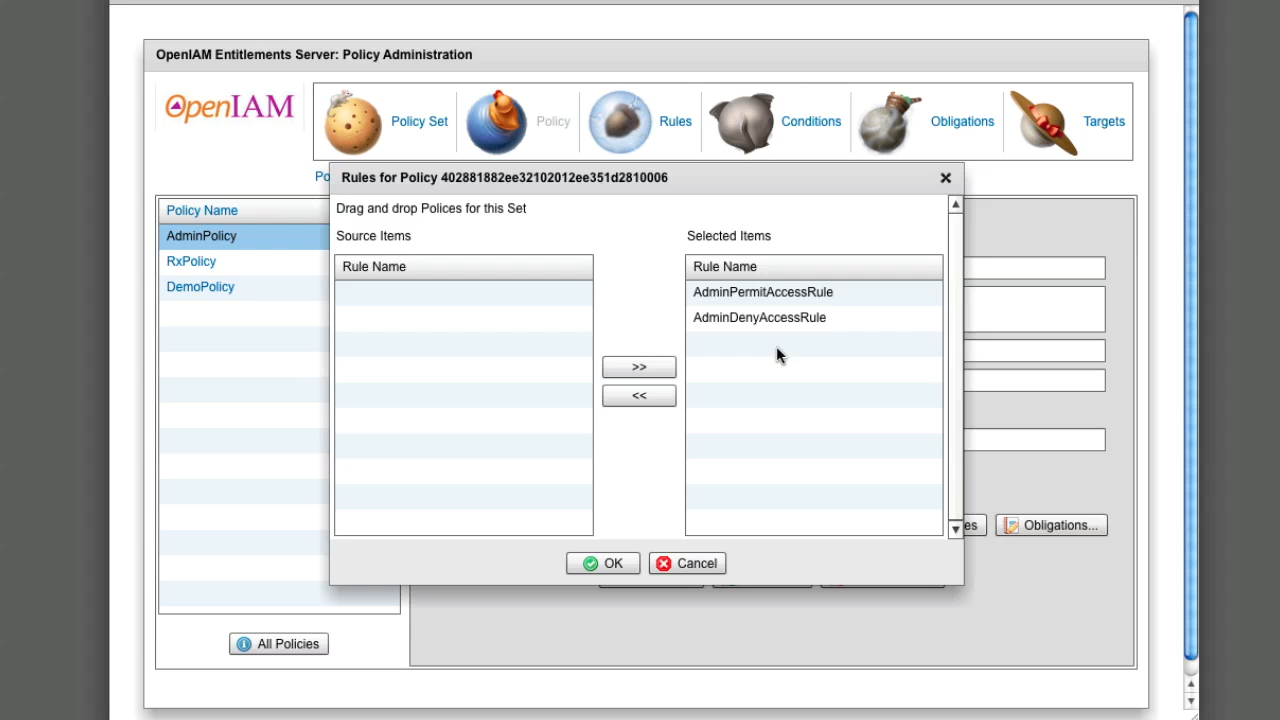 OpenIAM Entitlements Server: Policy Administration
OpenIAM
Policy Set
Policy
Rules
Conditions
Obligations
Targets
Rules for Policy 402881882ee32102012ee351d2810006
Drag and drop Polices for this Set
Source Items
Selected Items
Rule Name
Rule Name
AdminPermitAccessRule
AdminDenyAccessRule
>>
<<
OK
Cancel
Policy Name
AdminPolicy
RxPolicy
DemoPolicy
Obligations...
All Policies